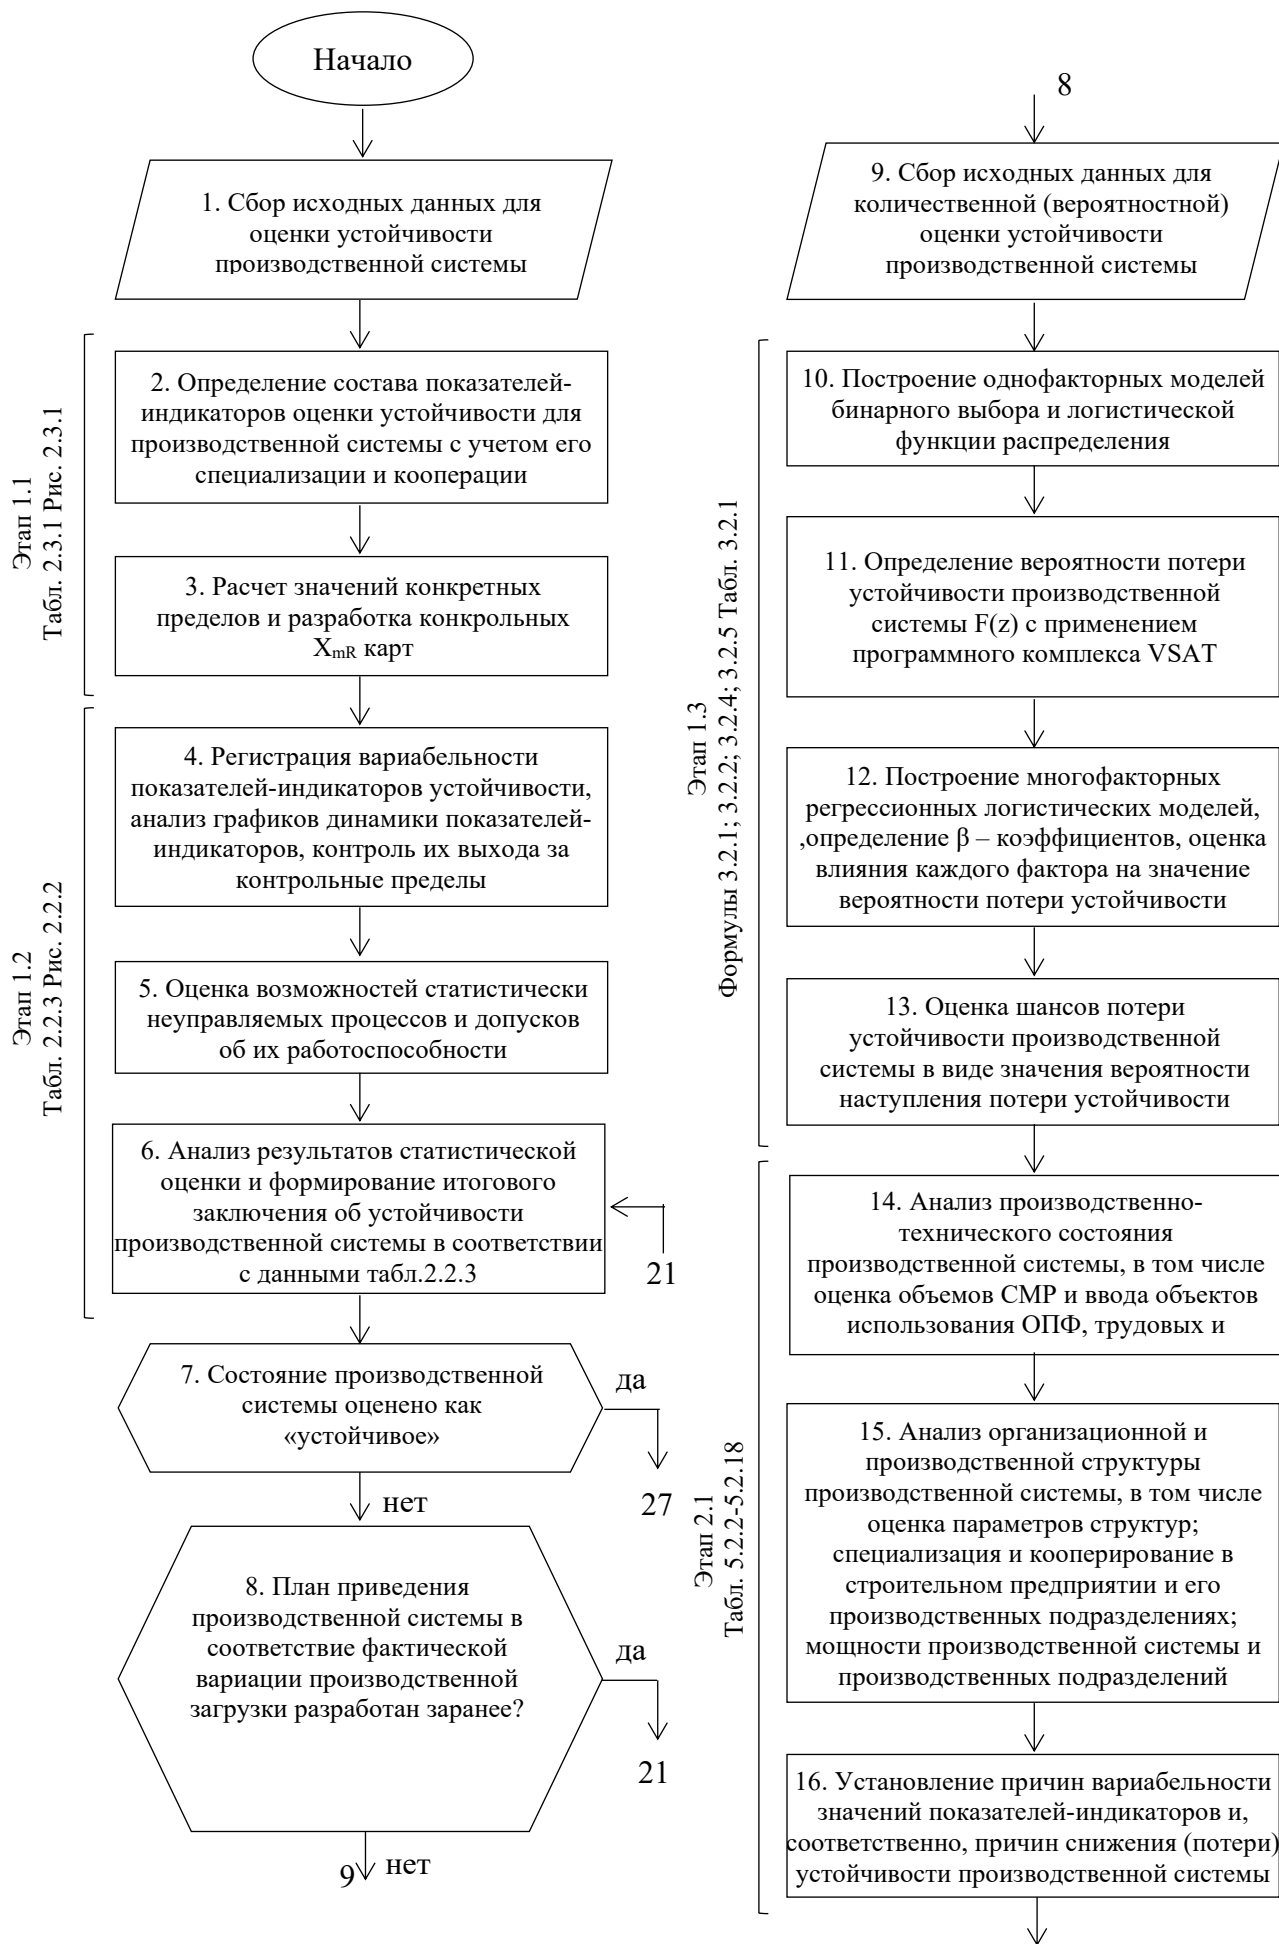 Начало
1. Сбор исходных данных для
оценки устойчивости
производственной системы
Этап 1.1
Табл. 2.3.1 Рис. 2.3.1
2. Определение состава показателей-
индикаторов оценки устойчивости для
производственной системы с учетом его
специализации и кооперации
3. Расчет значений конкретных
пределов и разработка конкрольных
XmR карт
Этап 1.2
Табл. 2.2.3 Рис. 2.2.2
4. Регистрация вариабельности
показателей-индикаторов устойчивости,
анализ графиков динамики показателей-
индикаторов, контроль их выхода за
контрольные пределы
5. Оценка возможностей статистически
неуправляемых процессов и допусков
об их работоспособности
6. Анализ результатов статистической
оценки и формирование итогового
заключения об устойчивости
производственной системы в соответствии
с данными табл.2.2.3
21
7. Состояние производственной
системы оценено как
«устойчивое»
да
27
нет
8. План приведения
производственной системы в
соответствие фактической
вариации производственной
загрузки разработан заранее?
да
21
9
нет
8
9. Сбор исходных данных для
количественной (вероятностной)
оценки устойчивости
производственной системы
Этап 1.3
Формулы 3.2.1; 3.2.2; 3.2.4; 3.2.5 Табл. 3.2.1
10. Построение однофакторных моделей
бинарного выбора и логистической
функции распределения
11. Определение вероятности потери
устойчивости производственной
системы F(z) с применением
программного комплекса VSAT
12. Построение многофакторных
регрессионных логистических моделей,
,определение β – коэффициентов, оценка
влияния каждого фактора на значение
вероятности потери устойчивости
13. Оценка шансов потери
устойчивости производственной
системы в виде значения вероятности
наступления потери устойчивости
Этап 2.1
Табл. 5.2.2-5.2.18
14. Анализ производственно-
технического состояния
производственной системы, в том числе
оценка объемов СМР и ввода объектов
использования ОПФ, трудовых и
15. Анализ организационной и
производственной структуры
производственной системы, в том числе
оценка параметров структур;
специализация и кооперирование в
строительном предприятии и его
производственных подразделениях;
мощности производственной системы и
производственных подразделений
16. Установление причин вариабельности
значений показателей-индикаторов и,
соответственно, причин снижения (потери)
устойчивости производственной системы